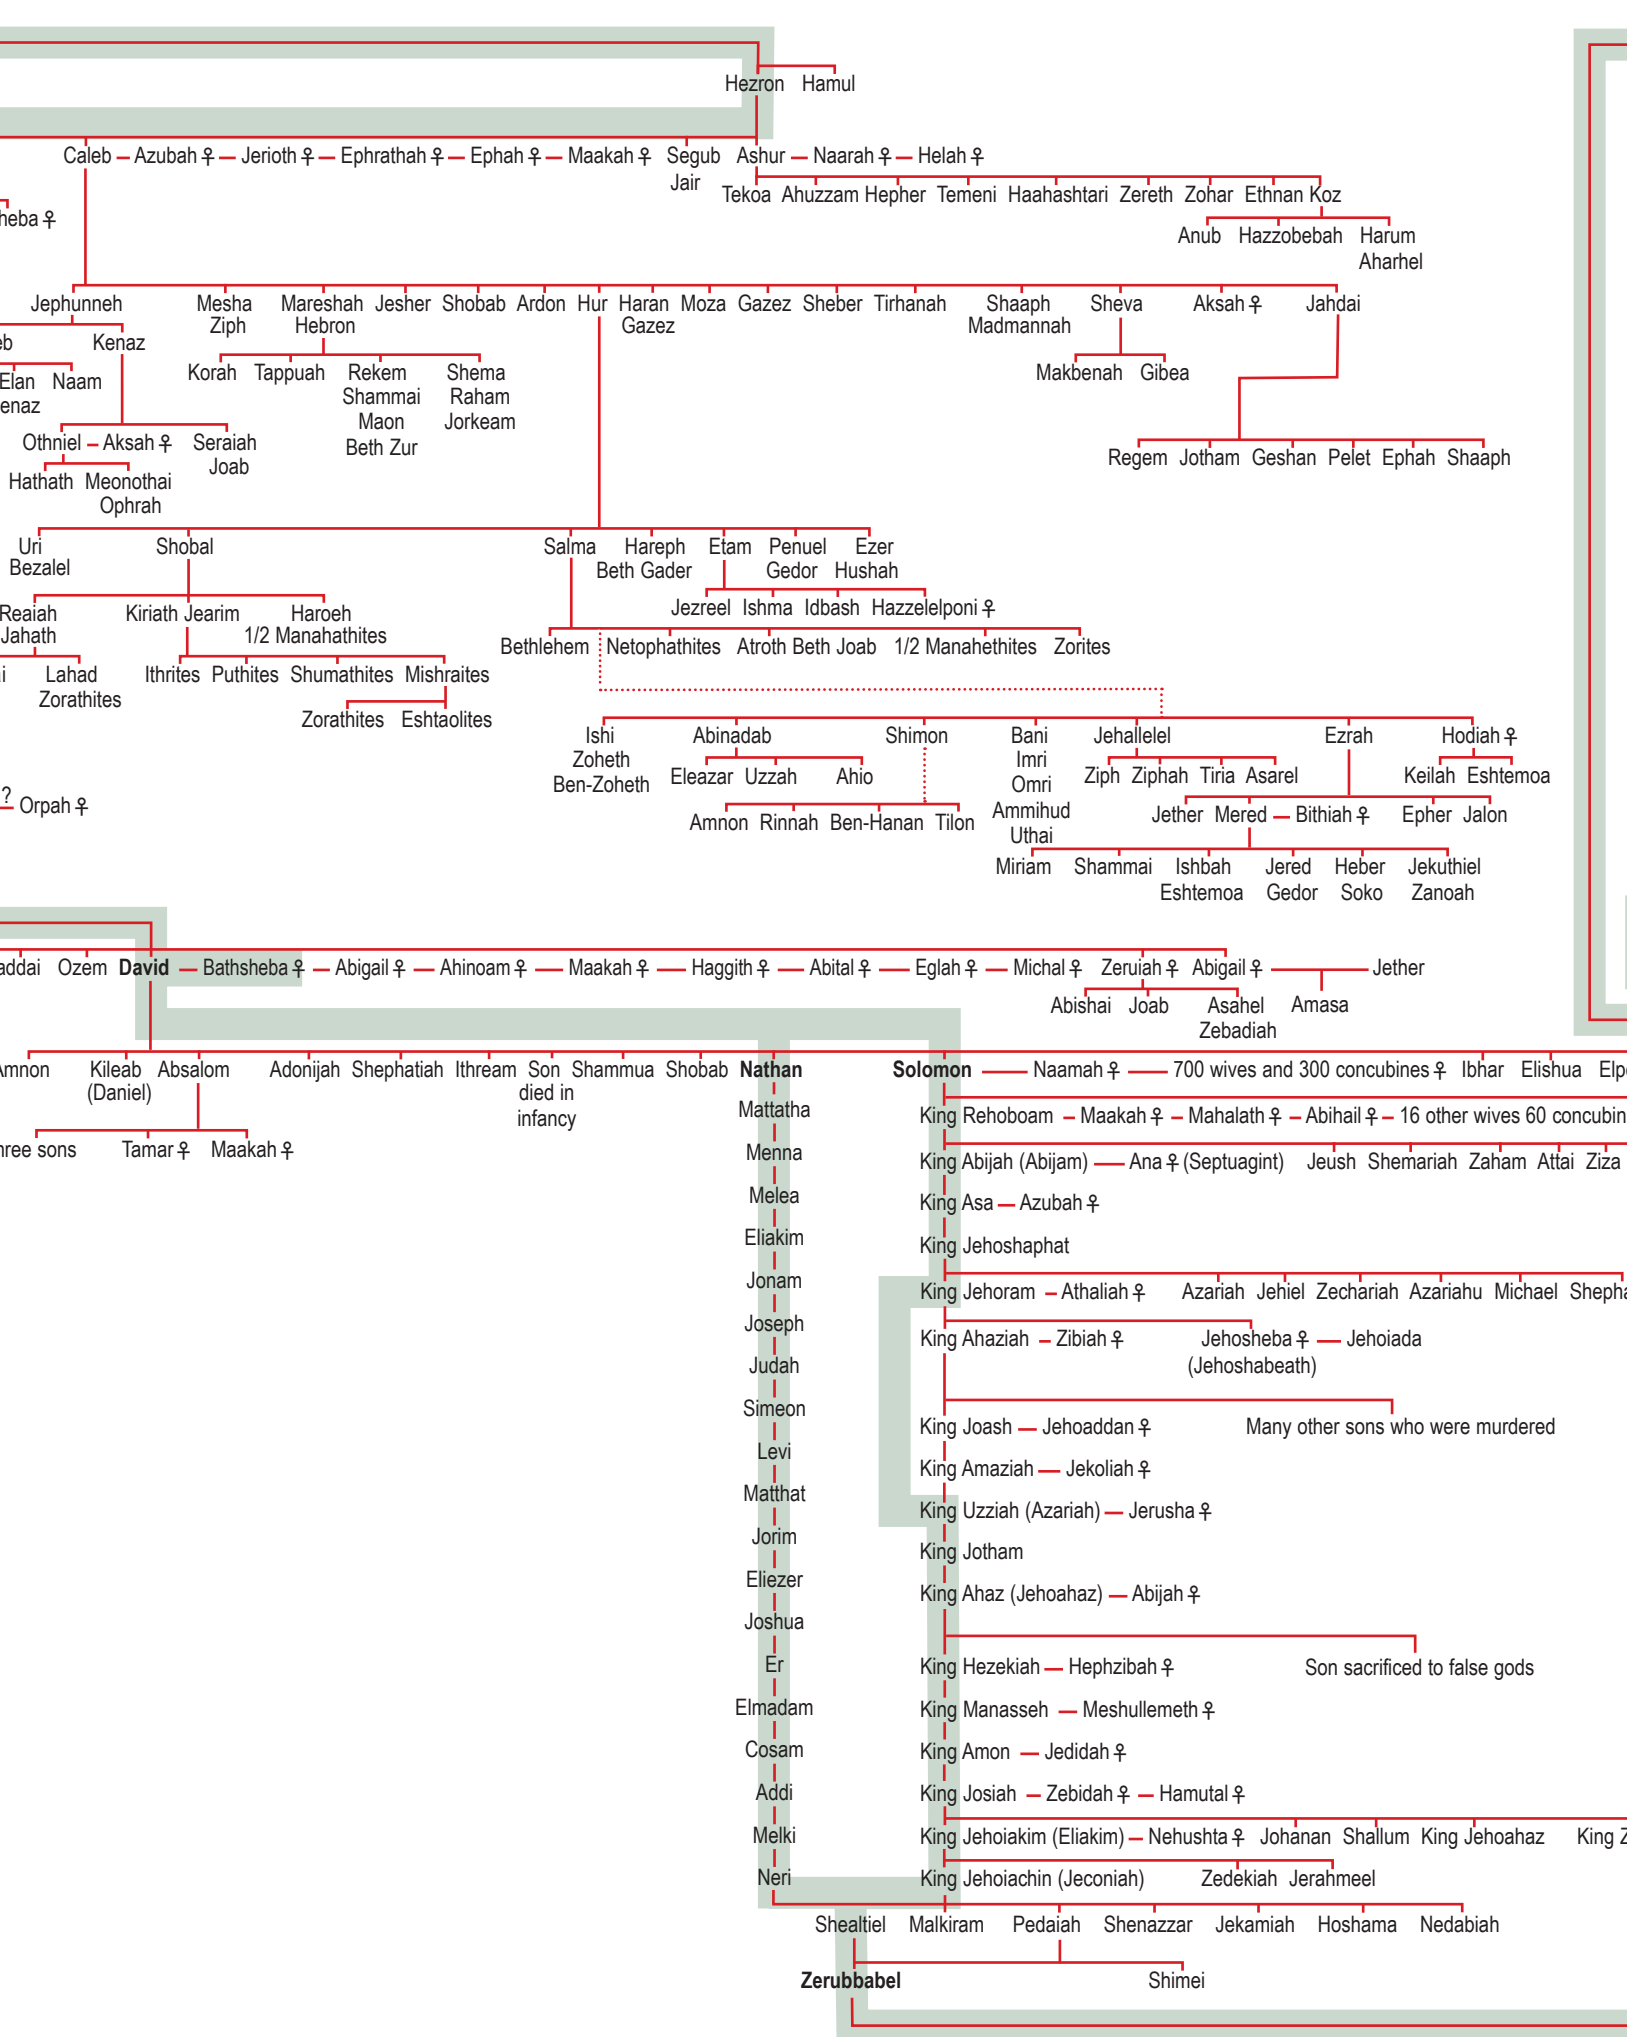 Hezron Hamul
Caleb – Azubah ♀ – Jerioth ♀ – Ephrathah ♀ – Ephah ♀ – Maakah ♀ Segub Ashur – Naarah ♀ – Helah ♀
Jair
Tekoa Ahuzzam Hepher Temeni Haahashtari Zereth Zohar Ethnan Koz
heba ♀
Anub Hazzobebah Harum
Aharhel
Jephunneh Mesha Mareshah Jesher Shobab Ardon Hur Haran Moza Gazez Sheber Tirhanah Shaaph Sheva Aksah ♀ Jahdai
Ziph Hebron Gazez Madmannah
eb Kenaz
Korah Tappuah Rekem Shema Makbenah Gibea
Elan Naam
enaz Shammai Raham
Maon Jorkeam
Othniel – Aksah ♀ Seraiah Beth Zur
Joab
Regem Jotham Geshan Pelet Ephah Shaaph
Hathath Meonothai
Ophrah
Uri Shobal Salma Hareph Etam Penuel Ezer
Bezalel Beth Gader Gedor Hushah
Reaiah Kiriath Jearim Haroeh Jezreel Ishma Idbash Hazzelelponi ♀
Jahath 1/2 Manahathites
Bethlehem Netophathites Atroth Beth Joab 1/2 Manahethites Zorites
i Lahad Ithrites Puthites Shumathites Mishraites
Zorathites
Zorathites Eshtaolites
Ishi Abinadab Shimon Bani Jehallelel Ezrah Hodiah ♀
Zoheth Imri
Ben-Zoheth Eleazar Uzzah Ahio Omri Ziph Ziphah Tiria Asarel Keilah Eshtemoa
? – Orpah ♀
Ammihud Jether Mered – Bithiah ♀ Epher Jalon
Amnon Rinnah Ben-Hanan Tilon Uthai
Miriam Shammai Ishbah Jered Heber Jekuthiel
Eshtemoa Gedor Soko Zanoah
addai Ozem David – Bathsheba ♀ – Abigail ♀ – Ahinoam ♀ – Maakah ♀ – Haggith ♀ – Abital ♀ – Eglah ♀ – Michal ♀ Zeruiah ♀ Abigail ♀ – Jether
Abishai Joab Asahel Amasa
Zebadiah
Amnon Kileab Absalom Adonijah Shephatiah Ithream Son Shammua Shobab Nathan Solomon – Naamah ♀ – 700 wives and 300 concubines ♀ Ibhar Elishua Elp
(Daniel) died in
infancy
Mattatha King Rehoboam – Maakah ♀ – Mahalath ♀ – Abihail ♀ – 16 other wives 60 concubin
hree sons Tamar ♀ Maakah ♀ Menna King Abijah (Abijam) – Ana ♀ (Septuagint) Jeush Shemariah Zaham Attai Ziza
Melea King Asa – Azubah ♀
Eliakim King Jehoshaphat
Jonam King Jehoram – Athaliah ♀ Azariah Jehiel Zechariah Azariahu Michael Shepha
Joseph King Ahaziah – Zibiah ♀ Jehosheba ♀ – Jehoiada
Judah (Jehoshabeath)
Simeon King Joash – Jehoaddan ♀ Many other sons who were murdered
Levi King Amaziah – Jekoliah ♀
Matthat King Uzziah (Azariah) – Jerusha ♀
Jorim King Jotham
Eliezer King Ahaz (Jehoahaz) – Abijah ♀
Joshua
Er King Hezekiah – Hephzibah ♀ Son sacrificed to false gods
Elmadam King Manasseh – Meshullemeth ♀
Cosam King Amon – Jedidah ♀
Addi King Josiah – Zebidah ♀ – Hamutal ♀
Melki King Jehoiakim (Eliakim) – Nehushta ♀ Johanan Shallum King Jehoahaz King Z
Neri King Jehoiachin (Jeconiah) Zedekiah Jerahmeel
Shealtiel Malkiram Pedaiah Shenazzar Jekamiah Hoshama Nedabiah
Zerubbabel Shimei